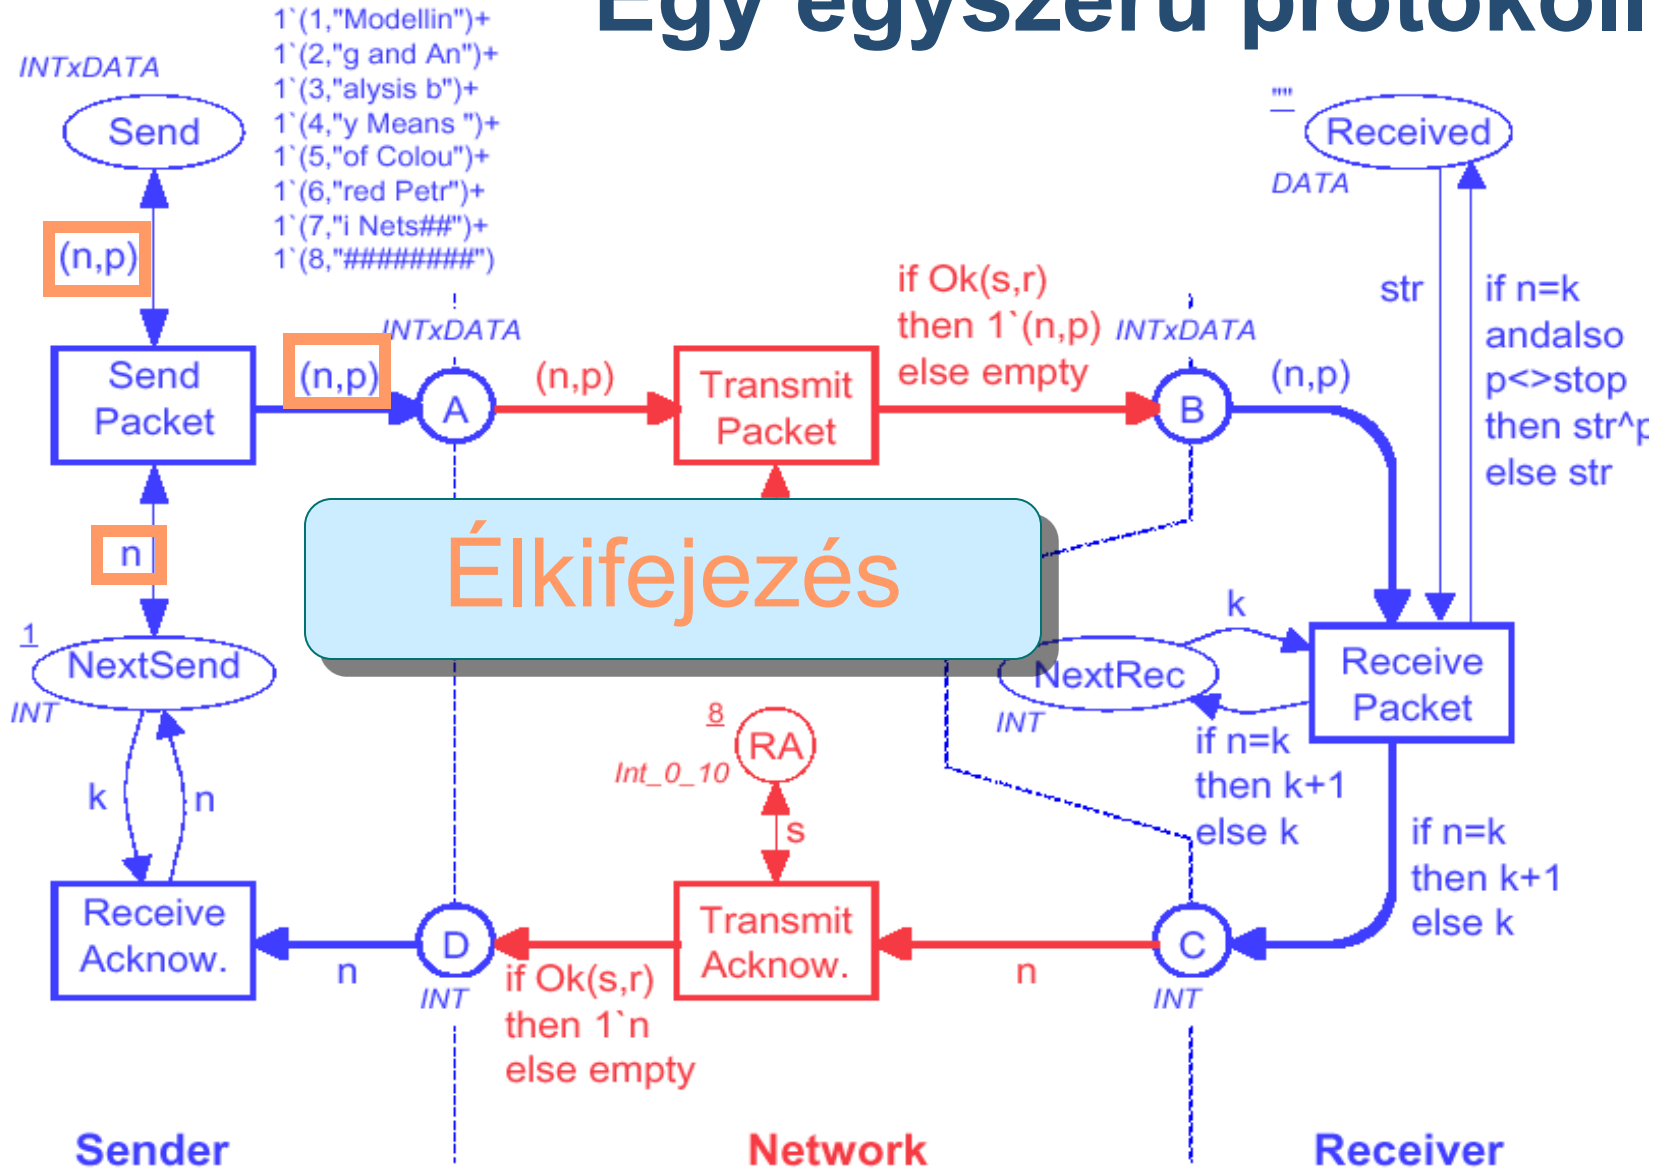 Egy egyszerű protokoll
1`(1,"Modellin")+
1`(2,"g and An")+
1`(3,"alysis b")+
1`(4,"y Means ")+
1`(5,"of Colou")+
1`(6,"red Petr")+
1`(7,"i Nets##")+
1`(8,"########")
INTxDATA
Send
""
Received
DATA
(n,p)
str
if n=k
andalso
p<>stop
then str^p
else str
if Ok(s,r)
then 1`(n,p)
else empty
INTxDATA
INTxDATA
Send
Packet
(n,p)
A
(n,p)
Transmit
Packet
B
(n,p)
n
Élkifejezés
1
NextSend
INT
k
NextRec
INT
Receive
Packet
if n=k
then k+1
else k
8
RA
Int_0_10
s
k
n
if n=k
then k+1
else k
Receive
Acknow.
n
D
INT
if Ok(s,r)
then 1`n
else empty
Transmit
Acknow.
n
C
INT
Sender
Network
Receiver